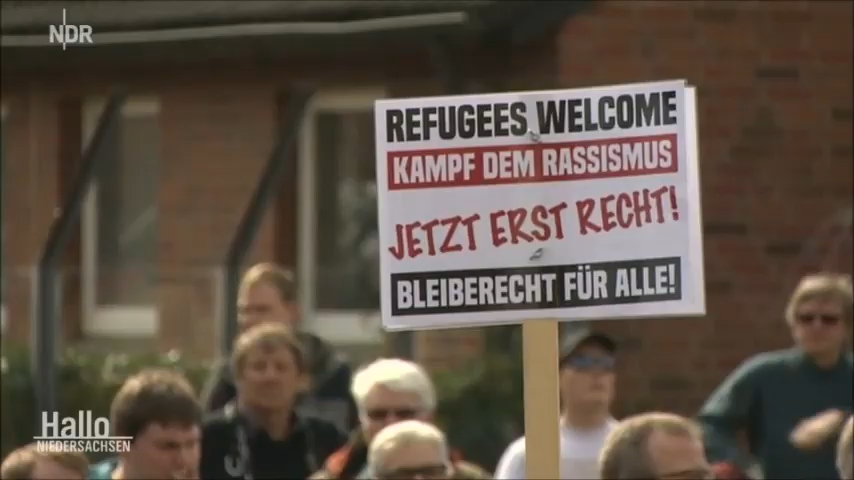 NDR
REFUGEES WELCOME
KAMPF DEM RASSISMUS
JETZT ERST RECHT!
BLEIBERECHT FÜR ALLE!
Hallo
NIEDERSACHSEN